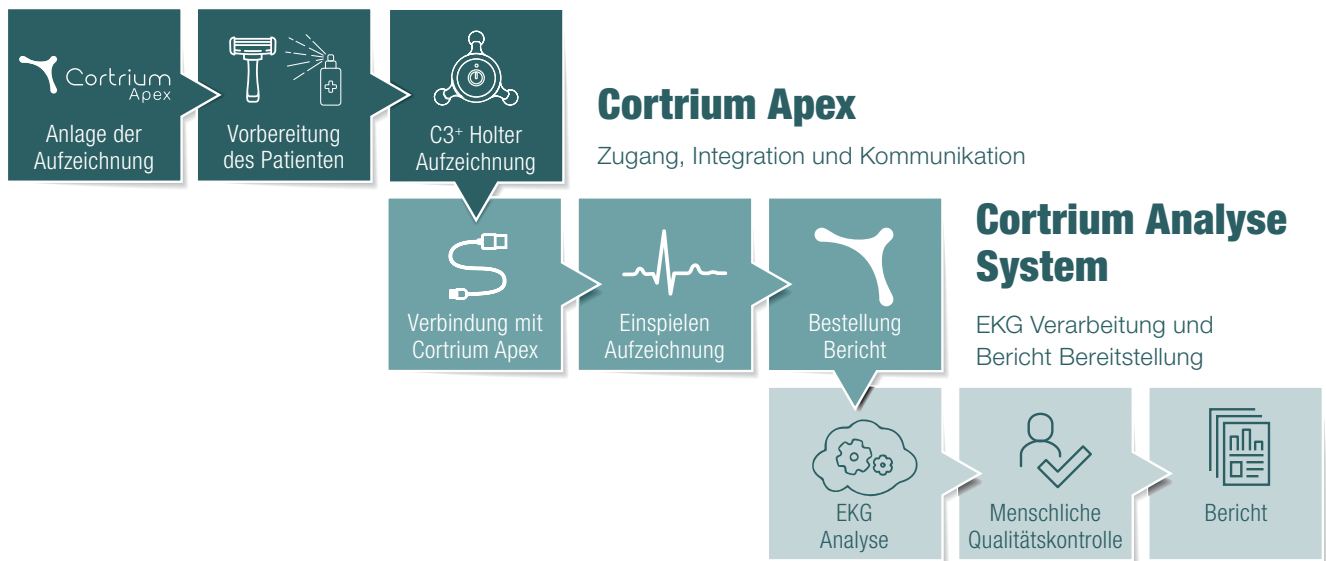 Cortrium
Apex
Anlage der
Aufzeichnung
Vorbereitung
des Patienten
C3+ Holter
Aufzeichnung
Cortrium Apex
Zugang, Integration und Kommunikation
Verbindung mit
Cortrium Apex
Einspielen
Aufzeichnung
Bestellung
Bericht
Cortrium Analyse
System
EKG Verarbeitung und
Bericht Bereitstellung
EKG
Analyse
Menschliche
Qualitätskontrolle
Bericht